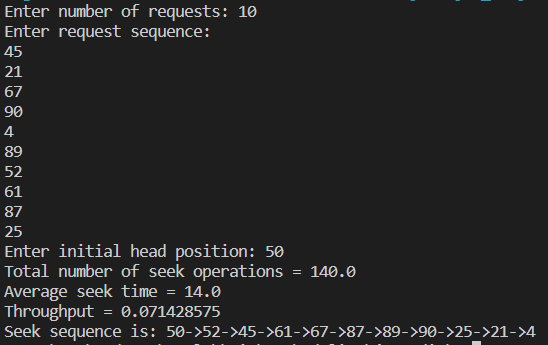 Enter number of requests: 10
Enter request sequence:
45
21
67
90
4
89
52
61
87
25
Enter initial head position: 50
Total number of seek operations = 140.0
Average seek time = 14.0
Throughput = 0.071428575
Seek sequence is: 50->52->45->61->67->87->89->90->25->21->4